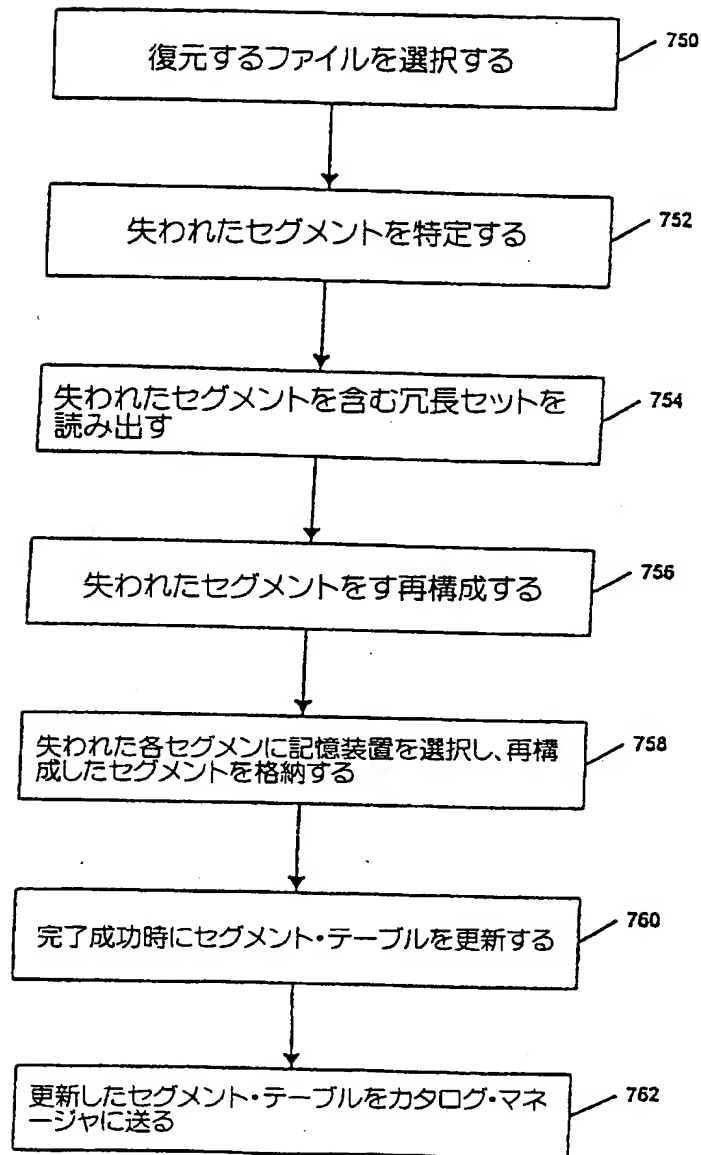 復元するファイルを選択する
750
失われたセグメントを特定する
752
失われたセグメントを含む冗長セットを
読み出す
754
失われたセグメントをす再構成する
756
失われた各セグメンに記憶装置を選択し、再構
成したセグメントを格納する
758
完了成功時にセグメント・テーブルを更新する
760
更新したセグメント・テーブルをカタログ・マネ
ージャに送る
762